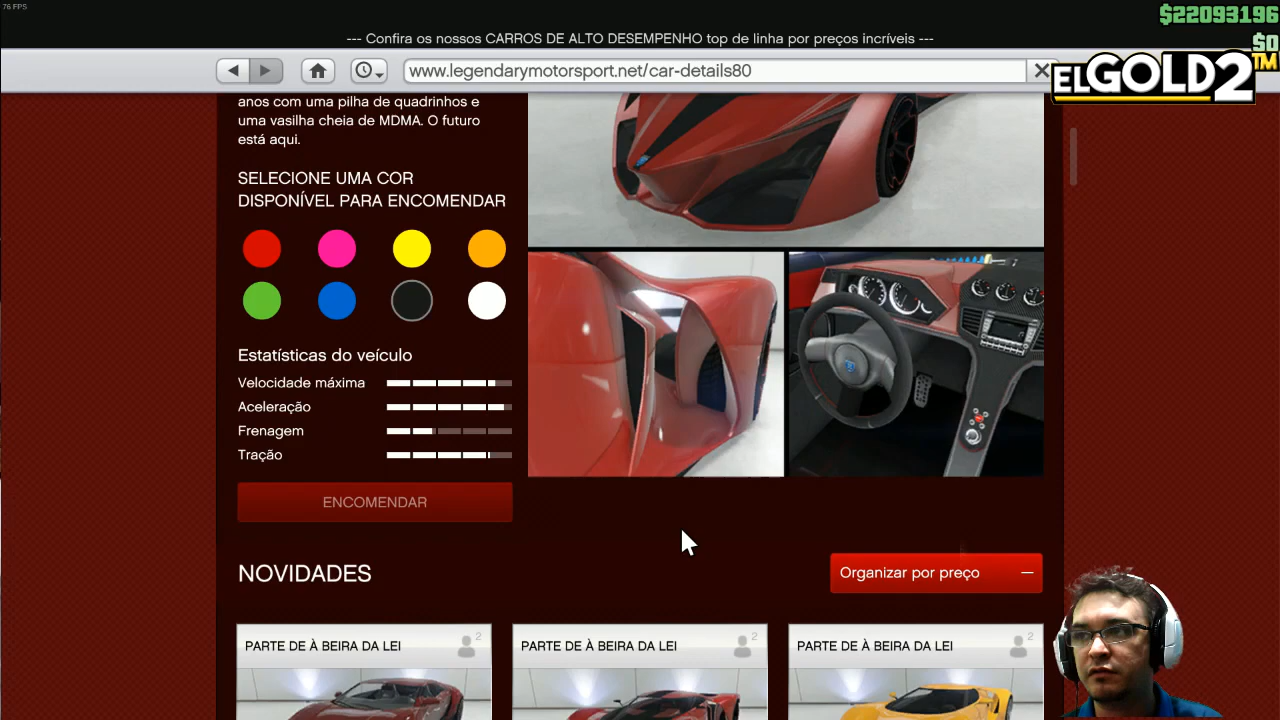 76 FPS
$22093196
--- Confira os nossos CARROS DE ALTO DESEMPENHO top de linha por preços incríveis ---
$0
www.legendarymotorsport.net/car-details80
ELGOLD2™
anos com uma pilha de quadrinhos e
uma vasilha cheia de MDMA. O futuro
está aqui.
SELECIONE UMA COR
DISPONÍVEL PARA ENCOMENDAR
Estatísticas do veículo
Velocidade máxima
Aceleração
Frenagem
Tração
ENCOMENDAR
NOVIDADES
Organizar por preço
PARTE DE À BEIRA DA LEI 2
PARTE DE À BEIRA DA LEI 2
PARTE DE À BEIRA DA LEI 2